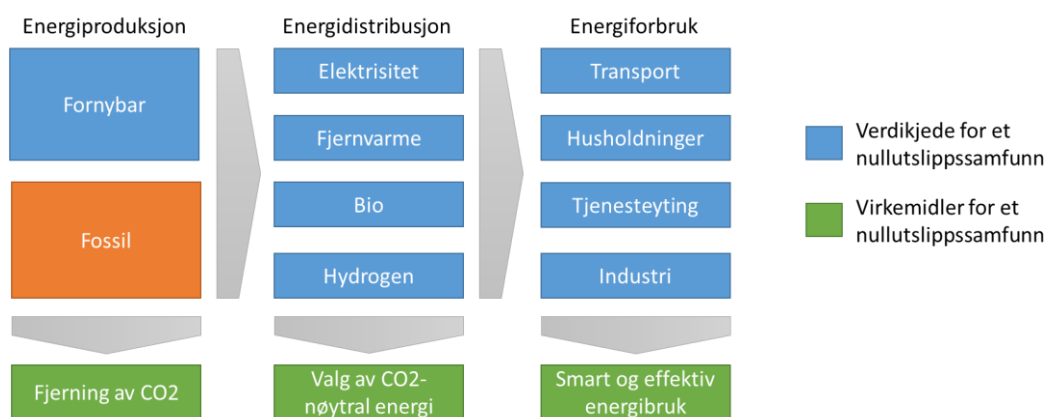 Energiproduksjon
Energidistribusjon
Energiforbruk
Fornybar
Fossil
Elektrisitet
Fjernvarme
Bio
Hydrogen
Transport
Husholdninger
Tjenesteyting
Industri
Verdikjede for et
nullutslippssamfunn
Virkemidler for et
nullutslippssamfunn
Fjerning av CO2
Valg av CO2-
nøytral energi
Smart og effektiv
energibruk